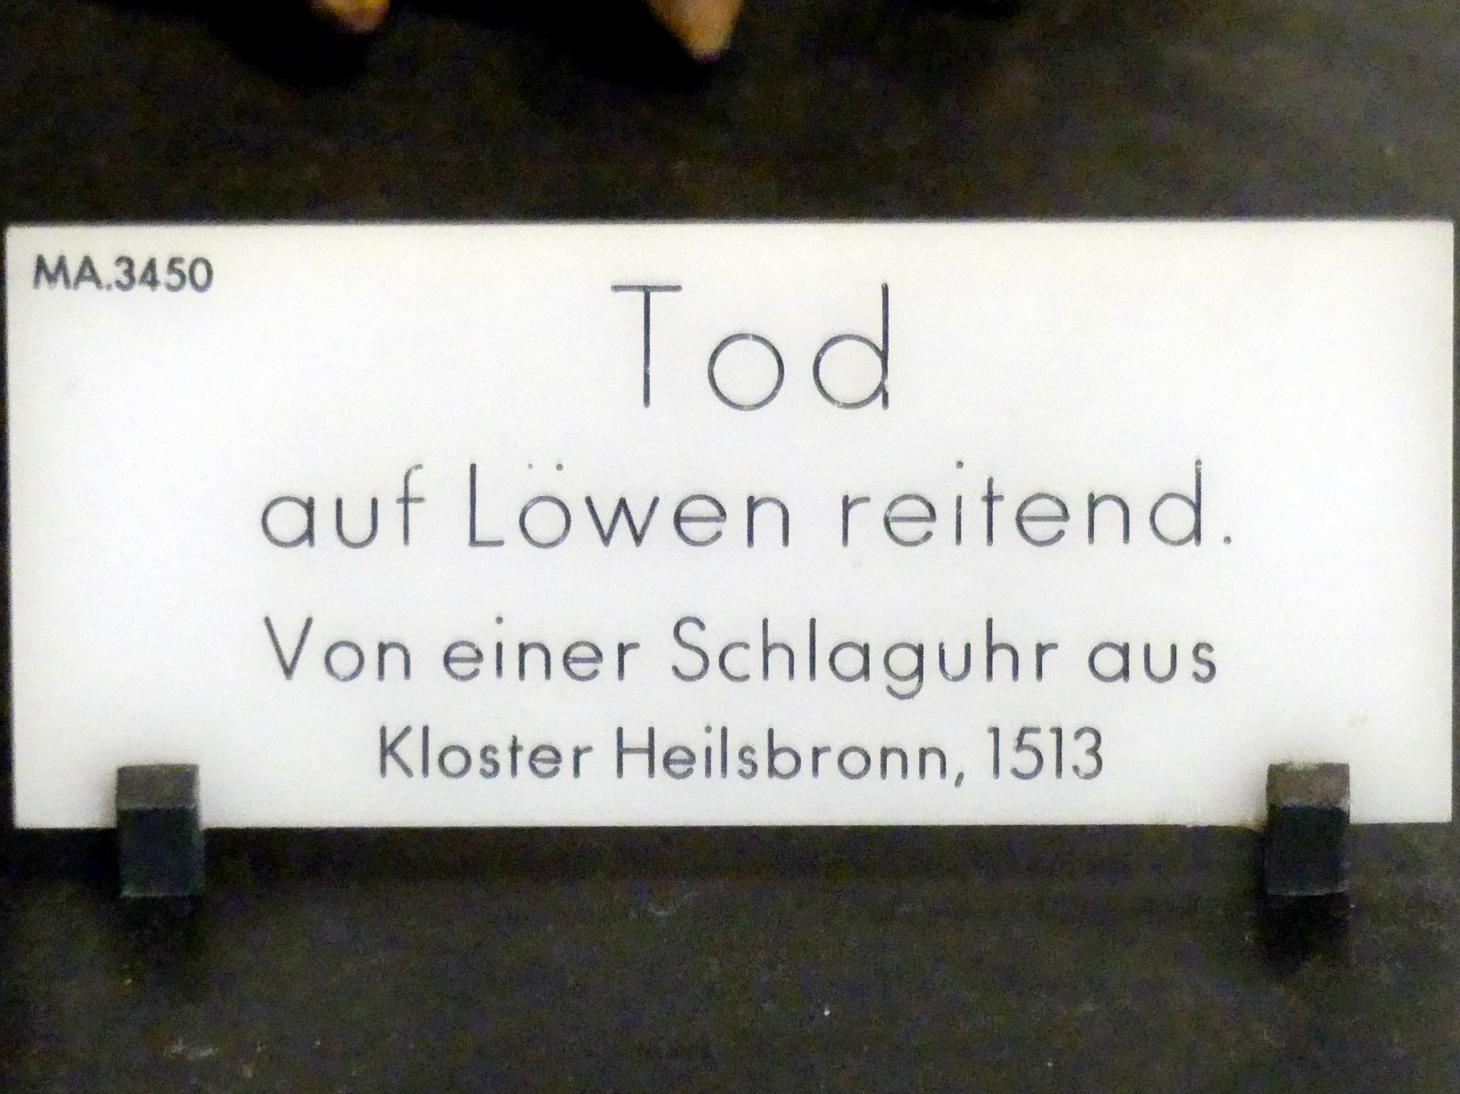 MA.3450
Tod
auf Löwen reitend.
Von einer Schlaguhr aus
Kloster Heilsbronn, 1513